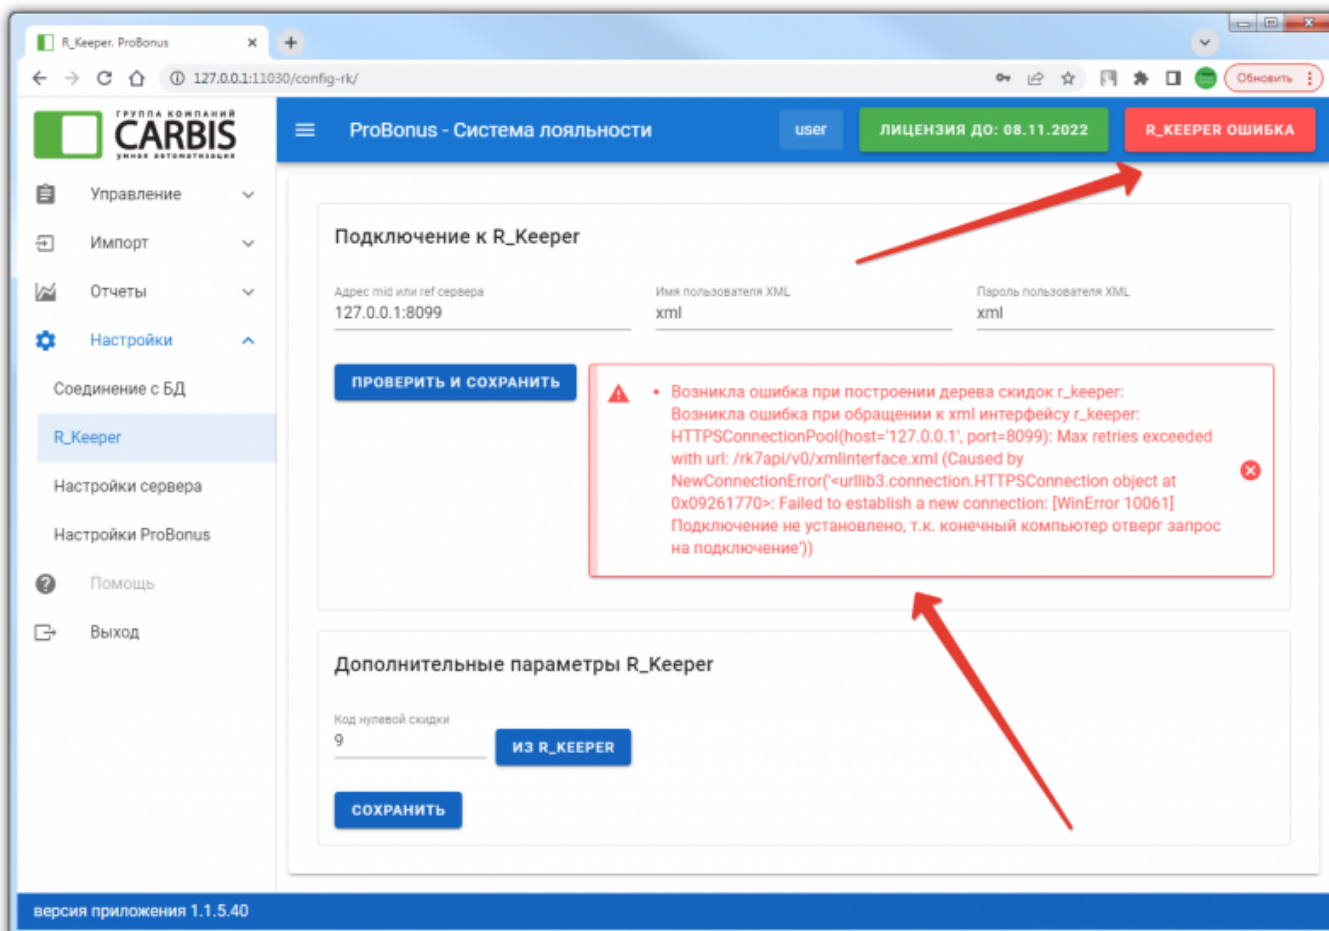 R_Keeper. ProBonus
127.0.0.1:11030/config-rk/
Обновить
ГРУППА КОМПАНИЙ
CARBIS
умная автоматизация
ProBonus - Система лояльности
user
ЛИЦЕНЗИЯ ДО: 08.11.2022
R_KEEPER ОШИБКА
Управление
Импорт
Отчеты
Настройки
Соединение с БД
R_Keeper
Настройки сервера
Настройки ProBonus
Помощь
Выход
Подключение к R_Keeper
Адрес mid или ref сервера
127.0.0.1:8099
Имя пользователя XML
xml
Пароль пользователя XML
xml
ПРОВЕРИТЬ И СОХРАНИТЬ
• Возникла ошибка при построении дерева скидок r_keeper:
Возникла ошибка при обращении к xml интерфейсу r_keeper:
HTTPSConnectionPool(host='127.0.0.1', port=8099): Max retries exceeded
with url: /rk7api/v0/xmlinterface.xml (Caused by
NewConnectionError('<urllib3.connection.HTTPSConnection object at
0x09261770>: Failed to establish a new connection: [WinError 10061]
Подключение не установлено, т.к. конечный компьютер отверг запрос
на подключение'))
Дополнительные параметры R_Keeper
Код нулевой скидки
9
ИЗ R_KEEPER
СОХРАНИТЬ
версия приложения 1.1.5.40